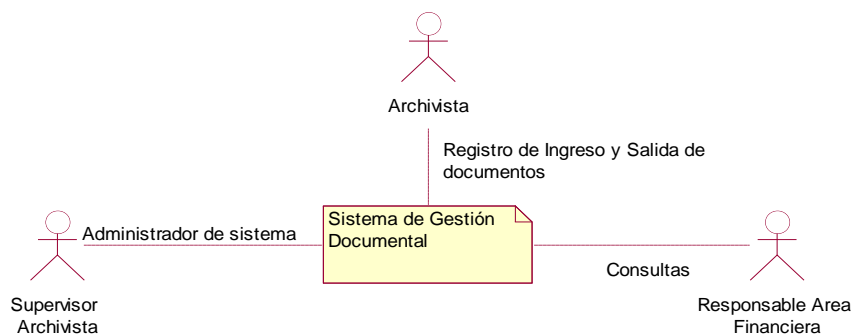 Archivista
Registro de Ingreso y Salida de
documentos
Sistema de Gestión
Documental
Administrador de sistema
Consultas
Supervisor
Archivista
Responsable Area
Financiera